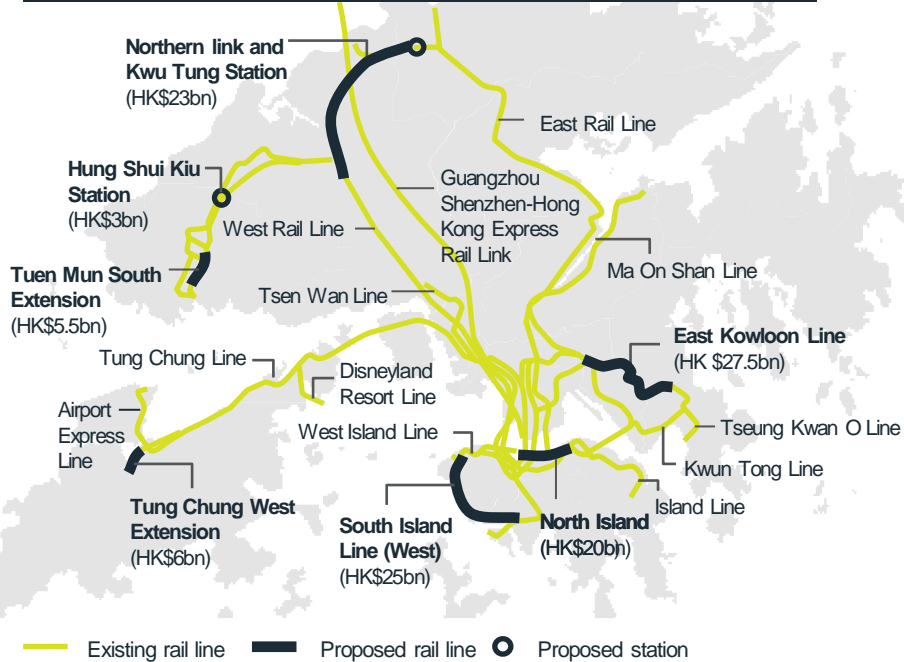 Northern link and
Kwu Tung Station
(HK$23bn)
East Rail Line
Hung Shui Kiu
Station
(HK$3bn)
Guangzhou
Shenzhen-Hong
Kong Express
Rail Link
West Rail Line
Ma On Shan Line
Tuen Mun South
Extension
(HK$5.5bn)
Tsen Wan Line
East Kowloon Line
(HK $27.5bn)
Tung Chung Line
Disneyland
Resort Line
Airport
Express
Line
West Island Line
Tseung Kwan O Line
Kwun Tong Line
Tung Chung West
Extension
(HK$6bn)
South Island
Line (West)
(HK$25bn)
North Island
(HK$20bn)
Island Line
Existing rail line
Proposed rail line
Proposed station